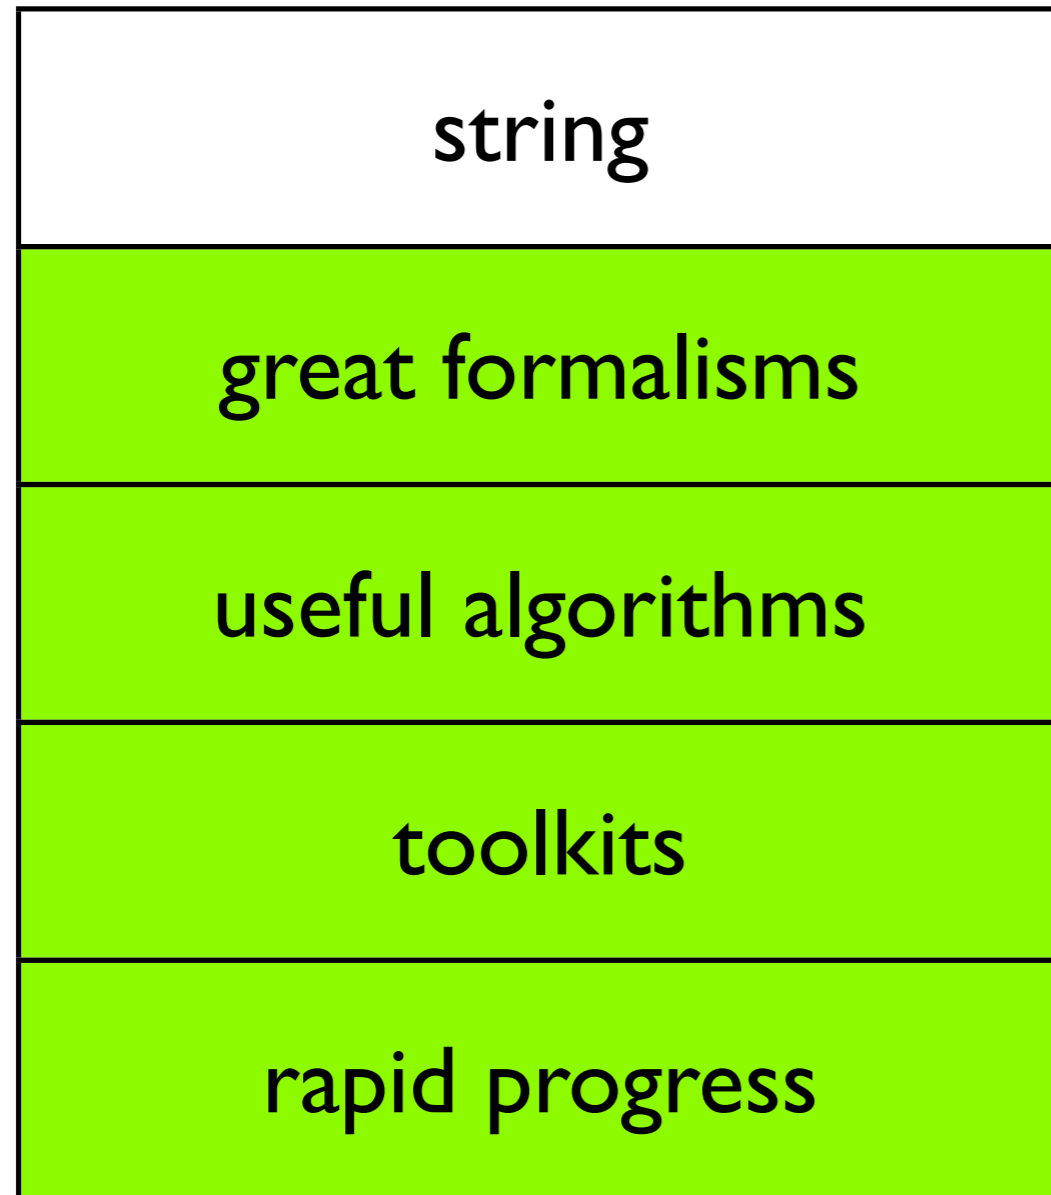 string
great formalisms
useful algorithms
toolkits
rapid progress